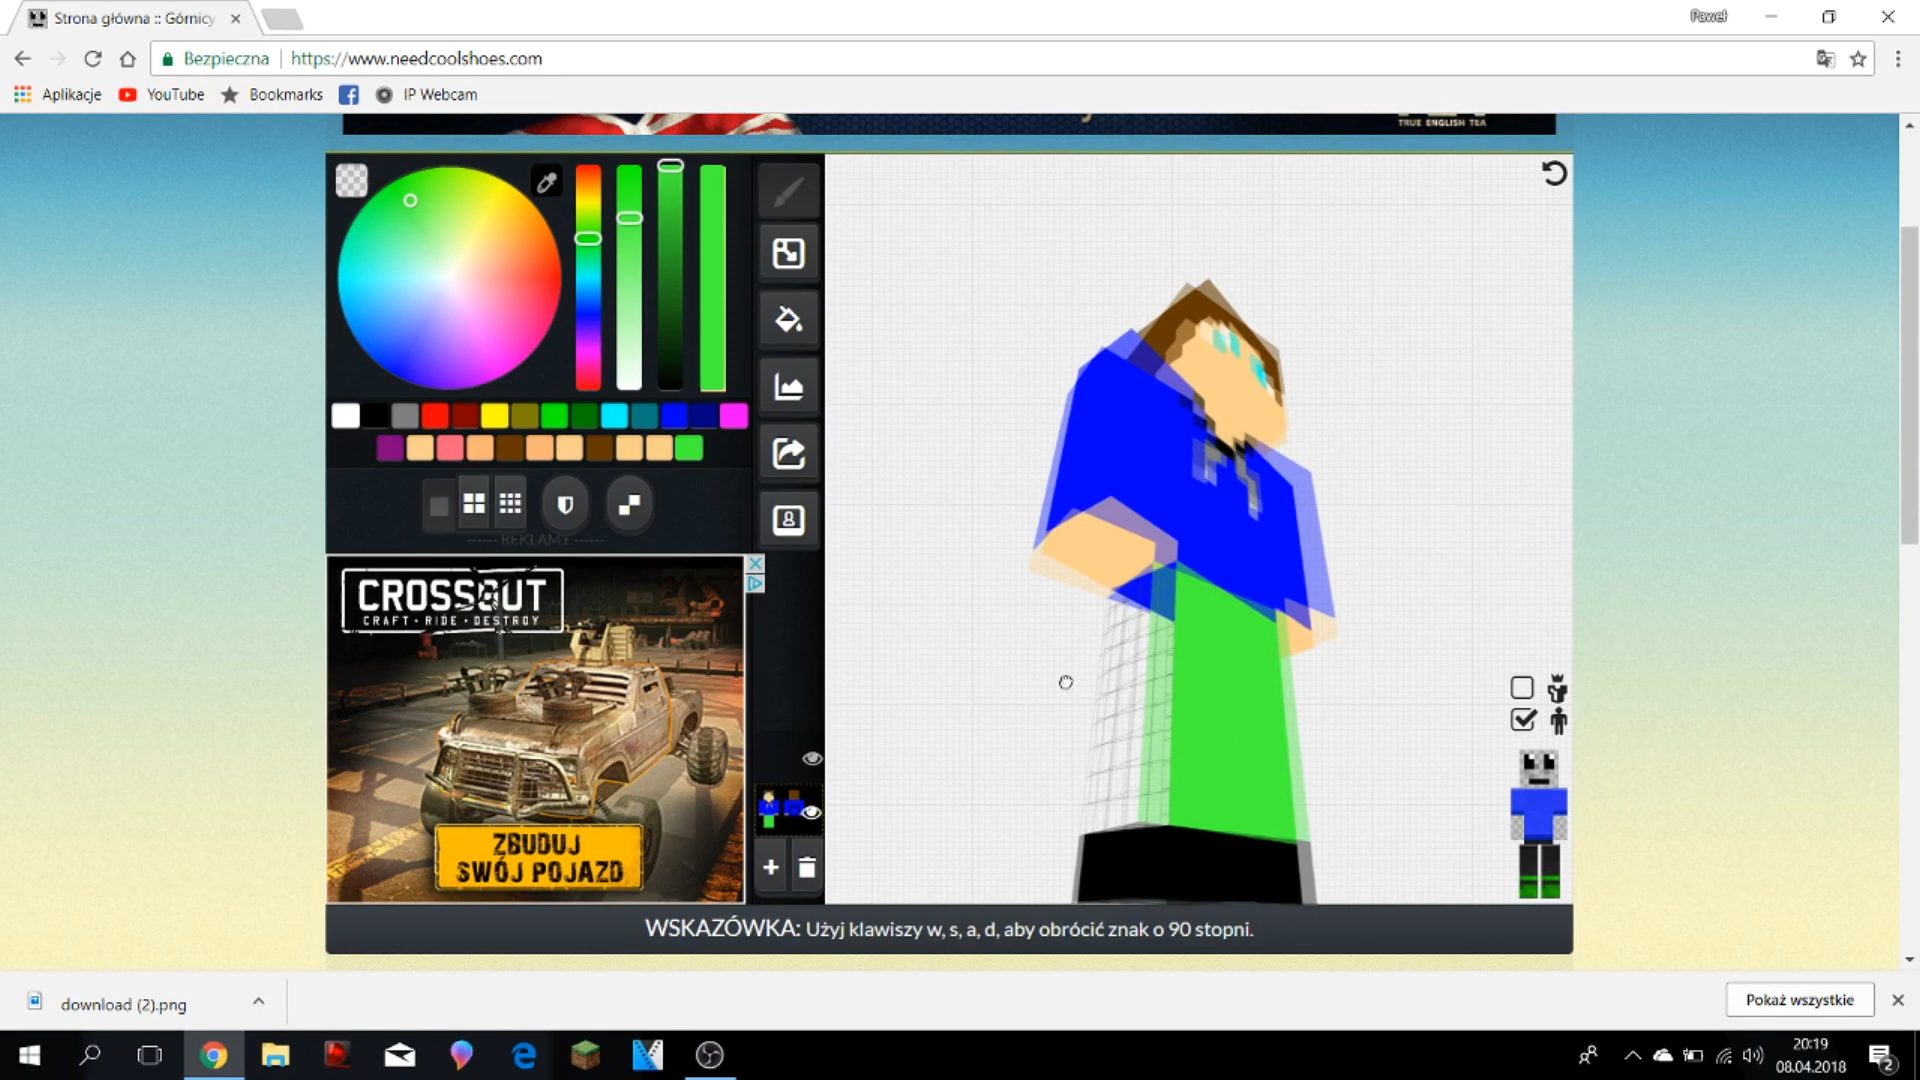 Strona główna :: Górnicy
Paweł
Bezpieczna
https://www.needcoolshoes.com
Aplikacje
YouTube
Bookmarks
IP Webcam
TRUE ENGLISH TEA
------ REKLAMY ------
CROSSOUT
CRAFT • RIDE • DESTROY
ZBUDUJ
SWÓJ POJAZD
WSKAZÓWKA: Użyj klawiszy w, s, a, d, aby obrócić znak o 90 stopni.
download (2).png
Pokaż wszystkie
20:19
08.04.2018
2